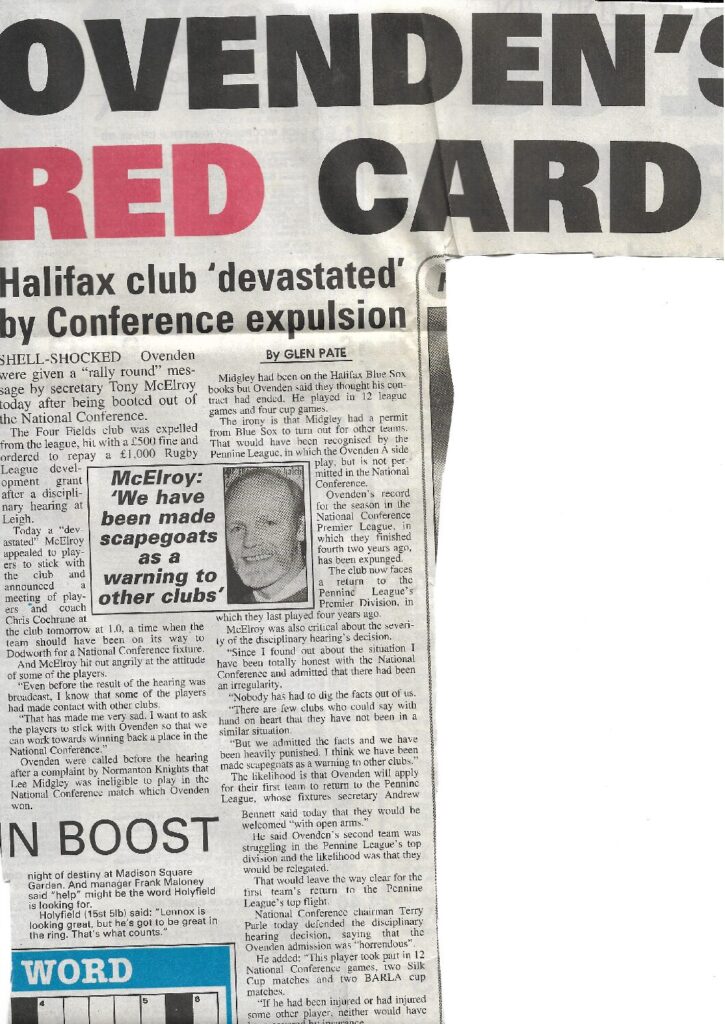 OVENDEN'S
RED CARD
Halifax club 'devastated'
by Conference expulsion
SHELL-SHOCKED Ovenden
were given a "rally round" mes-
sage by secretary Tony McElroy
today after being booted out of
the National Conference.
The Four Fields club was expelled
from the league, hit with a £500 fine and
ordered to repay a £1,000 Rugby
League devel-
opment grant
after a discipli-
nary hearing at
Leigh.
Today a "dev-
astated" McElroy
appealed to play-
ers to stick with
the club and
announced a
meeting of play-
ers and coach
Chris Cochrane at
the club tomorrow at 1.0, a time when the
team should have been on its way to
Dodworth for a National Conference fixture.
And McElroy hit out angrily at the attitude
of some of the players.
"Even before the result of the hearing was
broadcast, I know that some of the players
had made contact with other clubs.
"That has made me very sad. I want to ask
the players to stick with Ovenden so that we
can work towards winning back a place in the
National Conference."
Ovenden were called before the hearing
after a complaint by Normanton Knights that
Lee Midgley was ineligible to play in the
National Conference match which Ovenden
won.
McElroy:
'We have
been made
scapegoats
as a
warning to
other clubs'
By GLEN PATE
Midgley had been on the Halifax Blue Sox
books but Ovenden said they thought his con-
tract had ended. He played in 12 league
games and four cup games.
The irony is that Midgley had a permit
from Blue Sox to turn out for other teams.
That would have been recognised by the
Pennine League, in which the Ovenden A side
play, but is not per-
mitted in the National
Conference.
Ovenden's record
for the season in the
National Conference
Premier League, in
which they finished
fourth two years ago,
has been expunged.
The club now faces
a return to the
Pennine League's
Premier Division, in
which they last played four years ago.
McElroy was also critical about the severi-
ty of the disciplinary hearing's decision.
"Since I found out about the situation I
have been totally honest with the National
Conference and admitted that there had been
an irregularity.
"Nobody has had to dig the facts out of us.
"There are few clubs who could say with
hand on heart that they have not been in a
similar situation.
"But we admitted the facts and we have
been heavily punished. I think we have been
made scapegoats as a warning to other clubs."
The likelihood is that Ovenden will apply
for their first team to return to the Pennine
League, whose fixtures secretary Andrew
Bennett said today that they would be
welcomed "with open arms."
He said Ovenden's second team was
struggling in the Pennine League's top
division and the likelihood was that they
would be relegated.
That would leave the way clear for the
first team's return to the Pennine
League's top flight.
National Conference chairman Terry
Parle today defended the disciplinary
hearing decision, saying that the
Ovenden admission was "horrendous".
He added: "This player took part in 12
National Conference games, two Silk
Cup matches and two BARLA cup
matches.
"If he had been injured or had injured
some other player, neither would have
N BOOST
night of destiny at Madison Square
Garden. And manager Frank Maloney
said "help" might be the word Holyfield
is looking for.
Holyfield (15st 5lb) said: "Lennox is
looking great, but he's got to be great in
the ring. That's what counts."
WORD
4 5 6